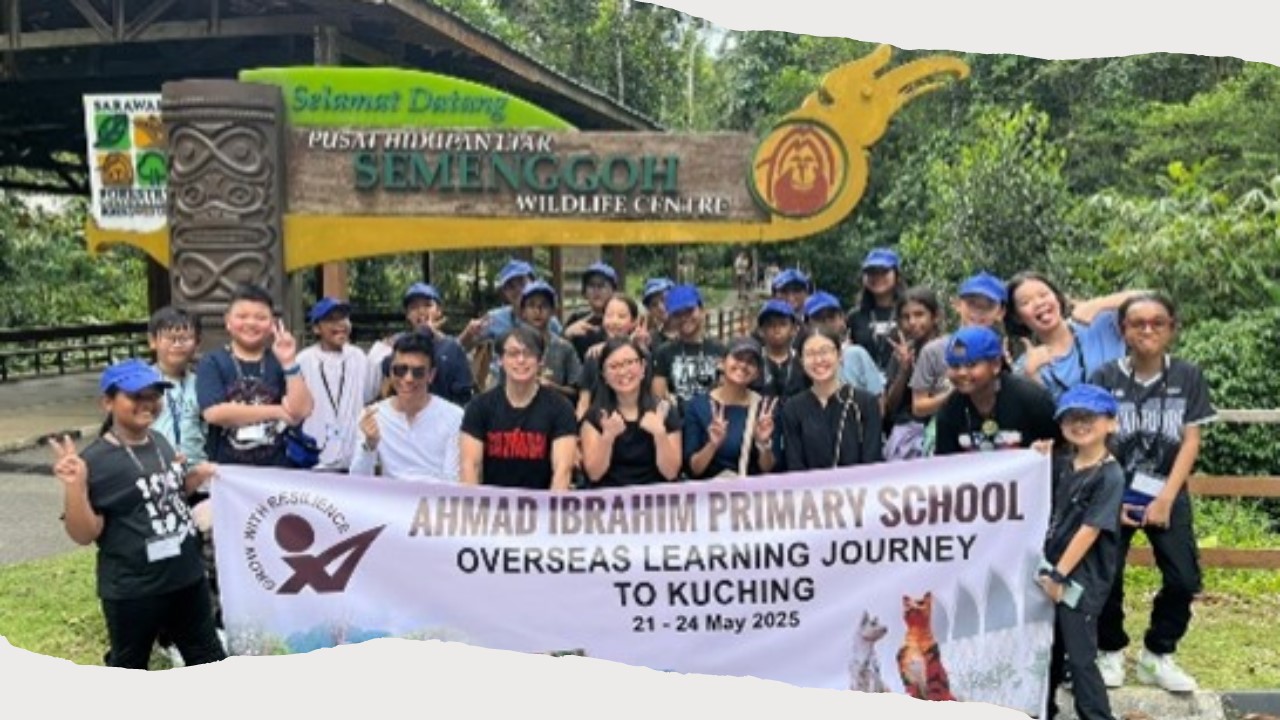 SARAWAK
FORESTRY
Selamat Datang
PUSAT HIDUPAN LIAR
SEMENGGOH
WILDLIFE CENTRE
GROW WITH RESILIENCE
AHMAD IBRAHIM PRIMARY SCHOOL
OVERSEAS LEARNING JOURNEY
TO KUCHING
21 - 24 May 2025